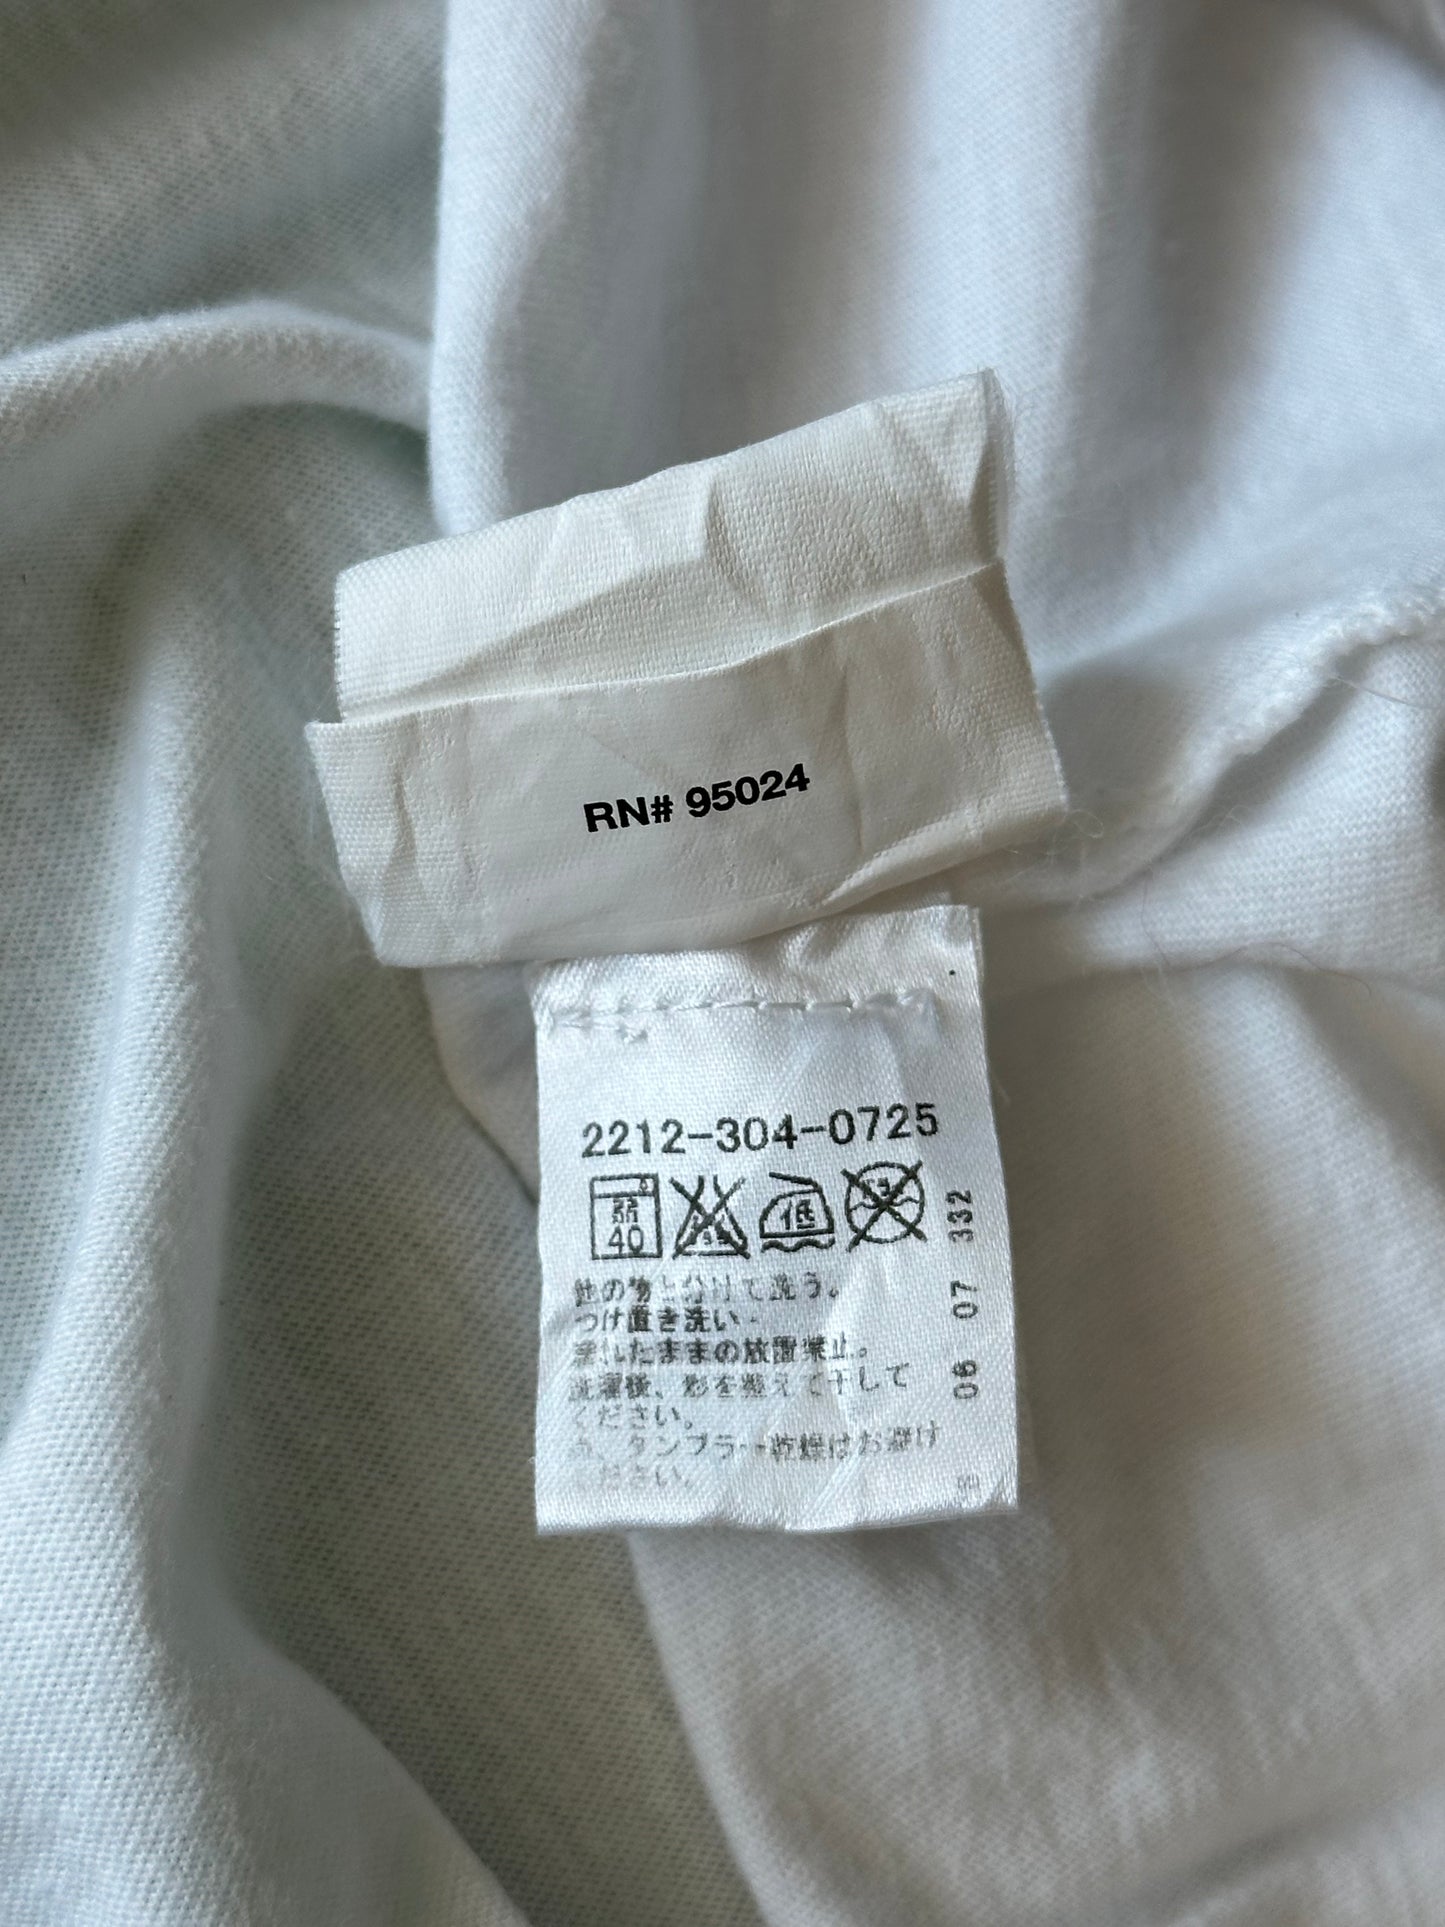 RN# 95024
2212-304-0725
弱
40
低
他の物と分けて洗う。
つけ置き洗い・
濡れたままの放置禁止。
洗濯後、形を整えて干して
ください。
タンブラー乾燥はお避け
ください。
06 07 332